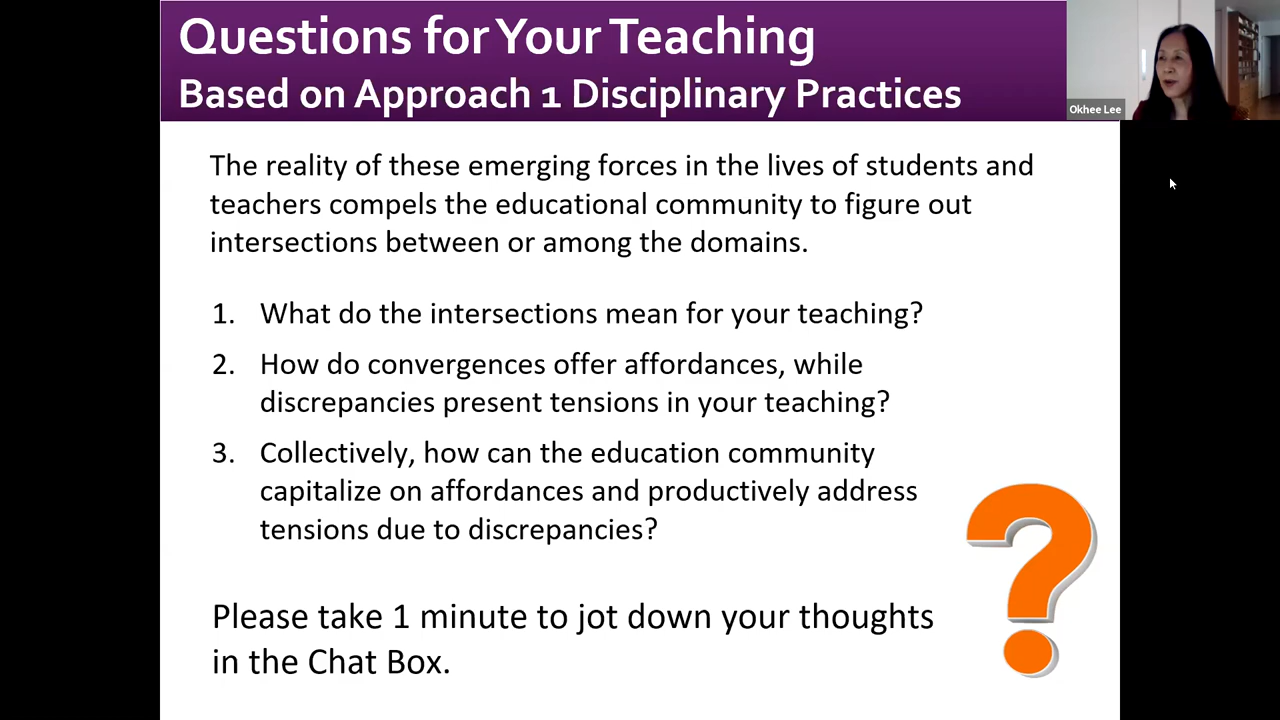 Questions for Your Teaching
Based on Approach 1 Disciplinary Practices
Okhee Lee
The reality of these emerging forces in the lives of students and
teachers compels the educational community to figure out
intersections between or among the domains.
1. What do the intersections mean for your teaching?
2. How do convergences offer affordances, while
discrepancies present tensions in your teaching?
3. Collectively, how can the education community
capitalize on affordances and productively address
tensions due to discrepancies?
Please take 1 minute to jot down your thoughts
in the Chat Box.
?